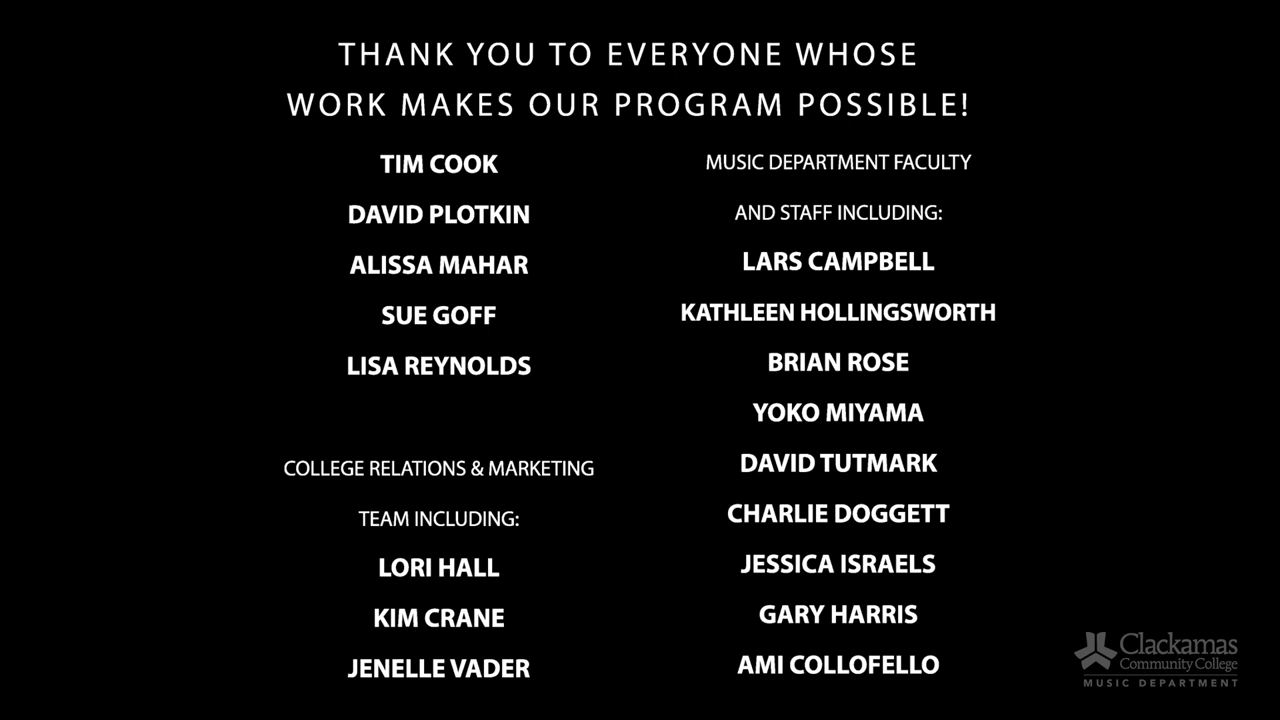 THANK YOU TO EVERYONE WHOSE
WORK MAKES OUR PROGRAM POSSIBLE!
TIM COOK
DAVID PLOTKIN
ALISSA MAHAR
SUE GOFF
LISA REYNOLDS
COLLEGE RELATIONS & MARKETING
TEAM INCLUDING:
LORI HALL
KIM CRANE
JENELLE VADER
MUSIC DEPARTMENT FACULTY
AND STAFF INCLUDING:
LARS CAMPBELL
KATHLEEN HOLLINGSWORTH
BRIAN ROSE
YOKO MIYAMA
DAVID TUTMARK
CHARLIE DOGGETT
JESSICA ISRAELS
GARY HARRIS
AMI COLLOFELLO
Clackamas
Community College
MUSIC DEPARTMENT